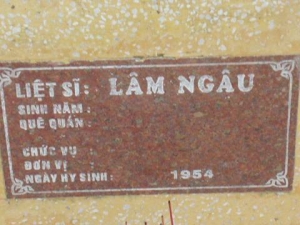 LIỆT SĨ: LÂM NGÂU
SINH NĂM :
QUÊ QUÁN :
CHỨC VỤ :
ĐƠN VỊ :
NGÀY HY SINH : 1954